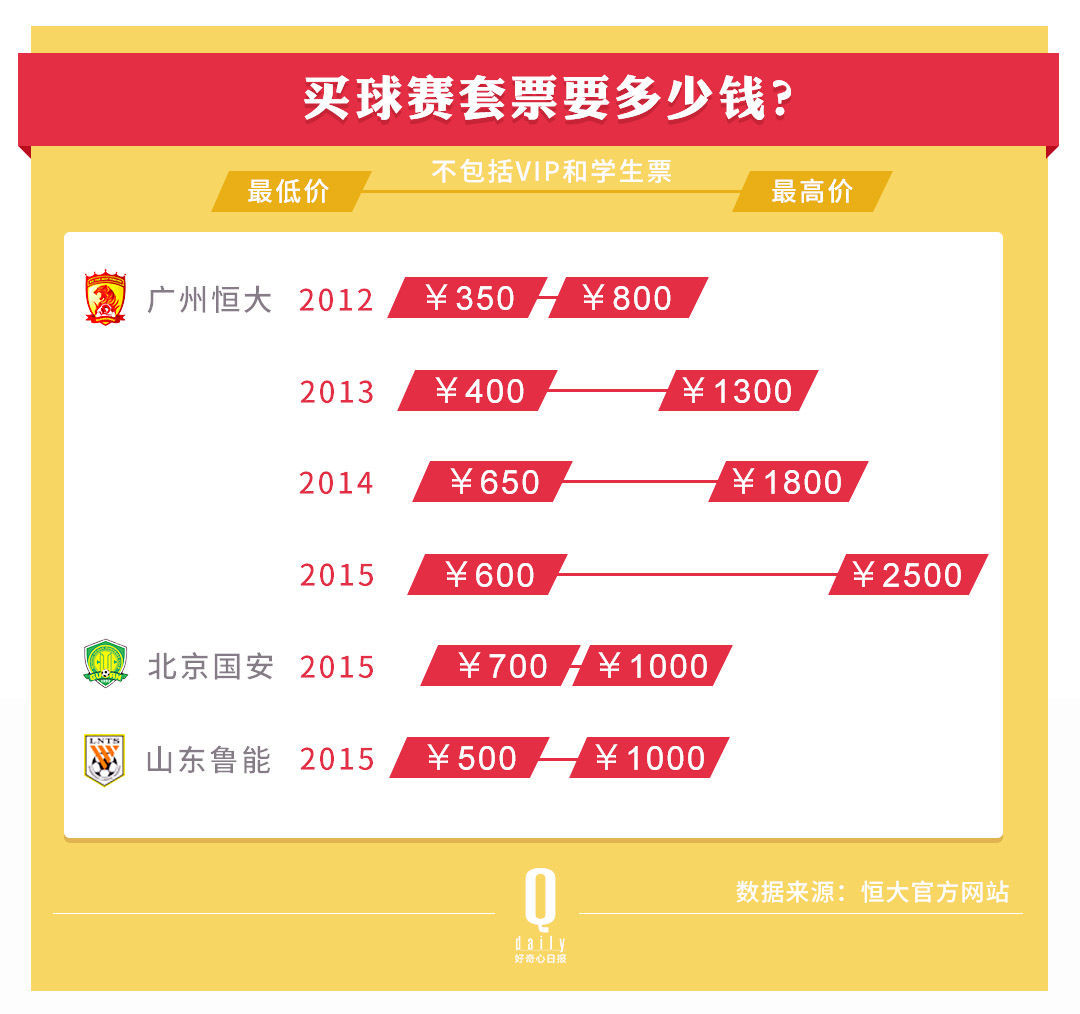 买球赛套票要多少钱?
不包括VIP和学生票
最低价 最高价
广州恒大 2012 ¥350 ¥800
2013 ¥400 ¥1300
2014 ¥650 ¥1800
2015 ¥600 ¥2500
北京国安 2015 ¥700 ¥1000
LNTS
山东鲁能 2015 ¥500 ¥1000
数据来源：恒大官方网站
Q
daily
好奇心日报